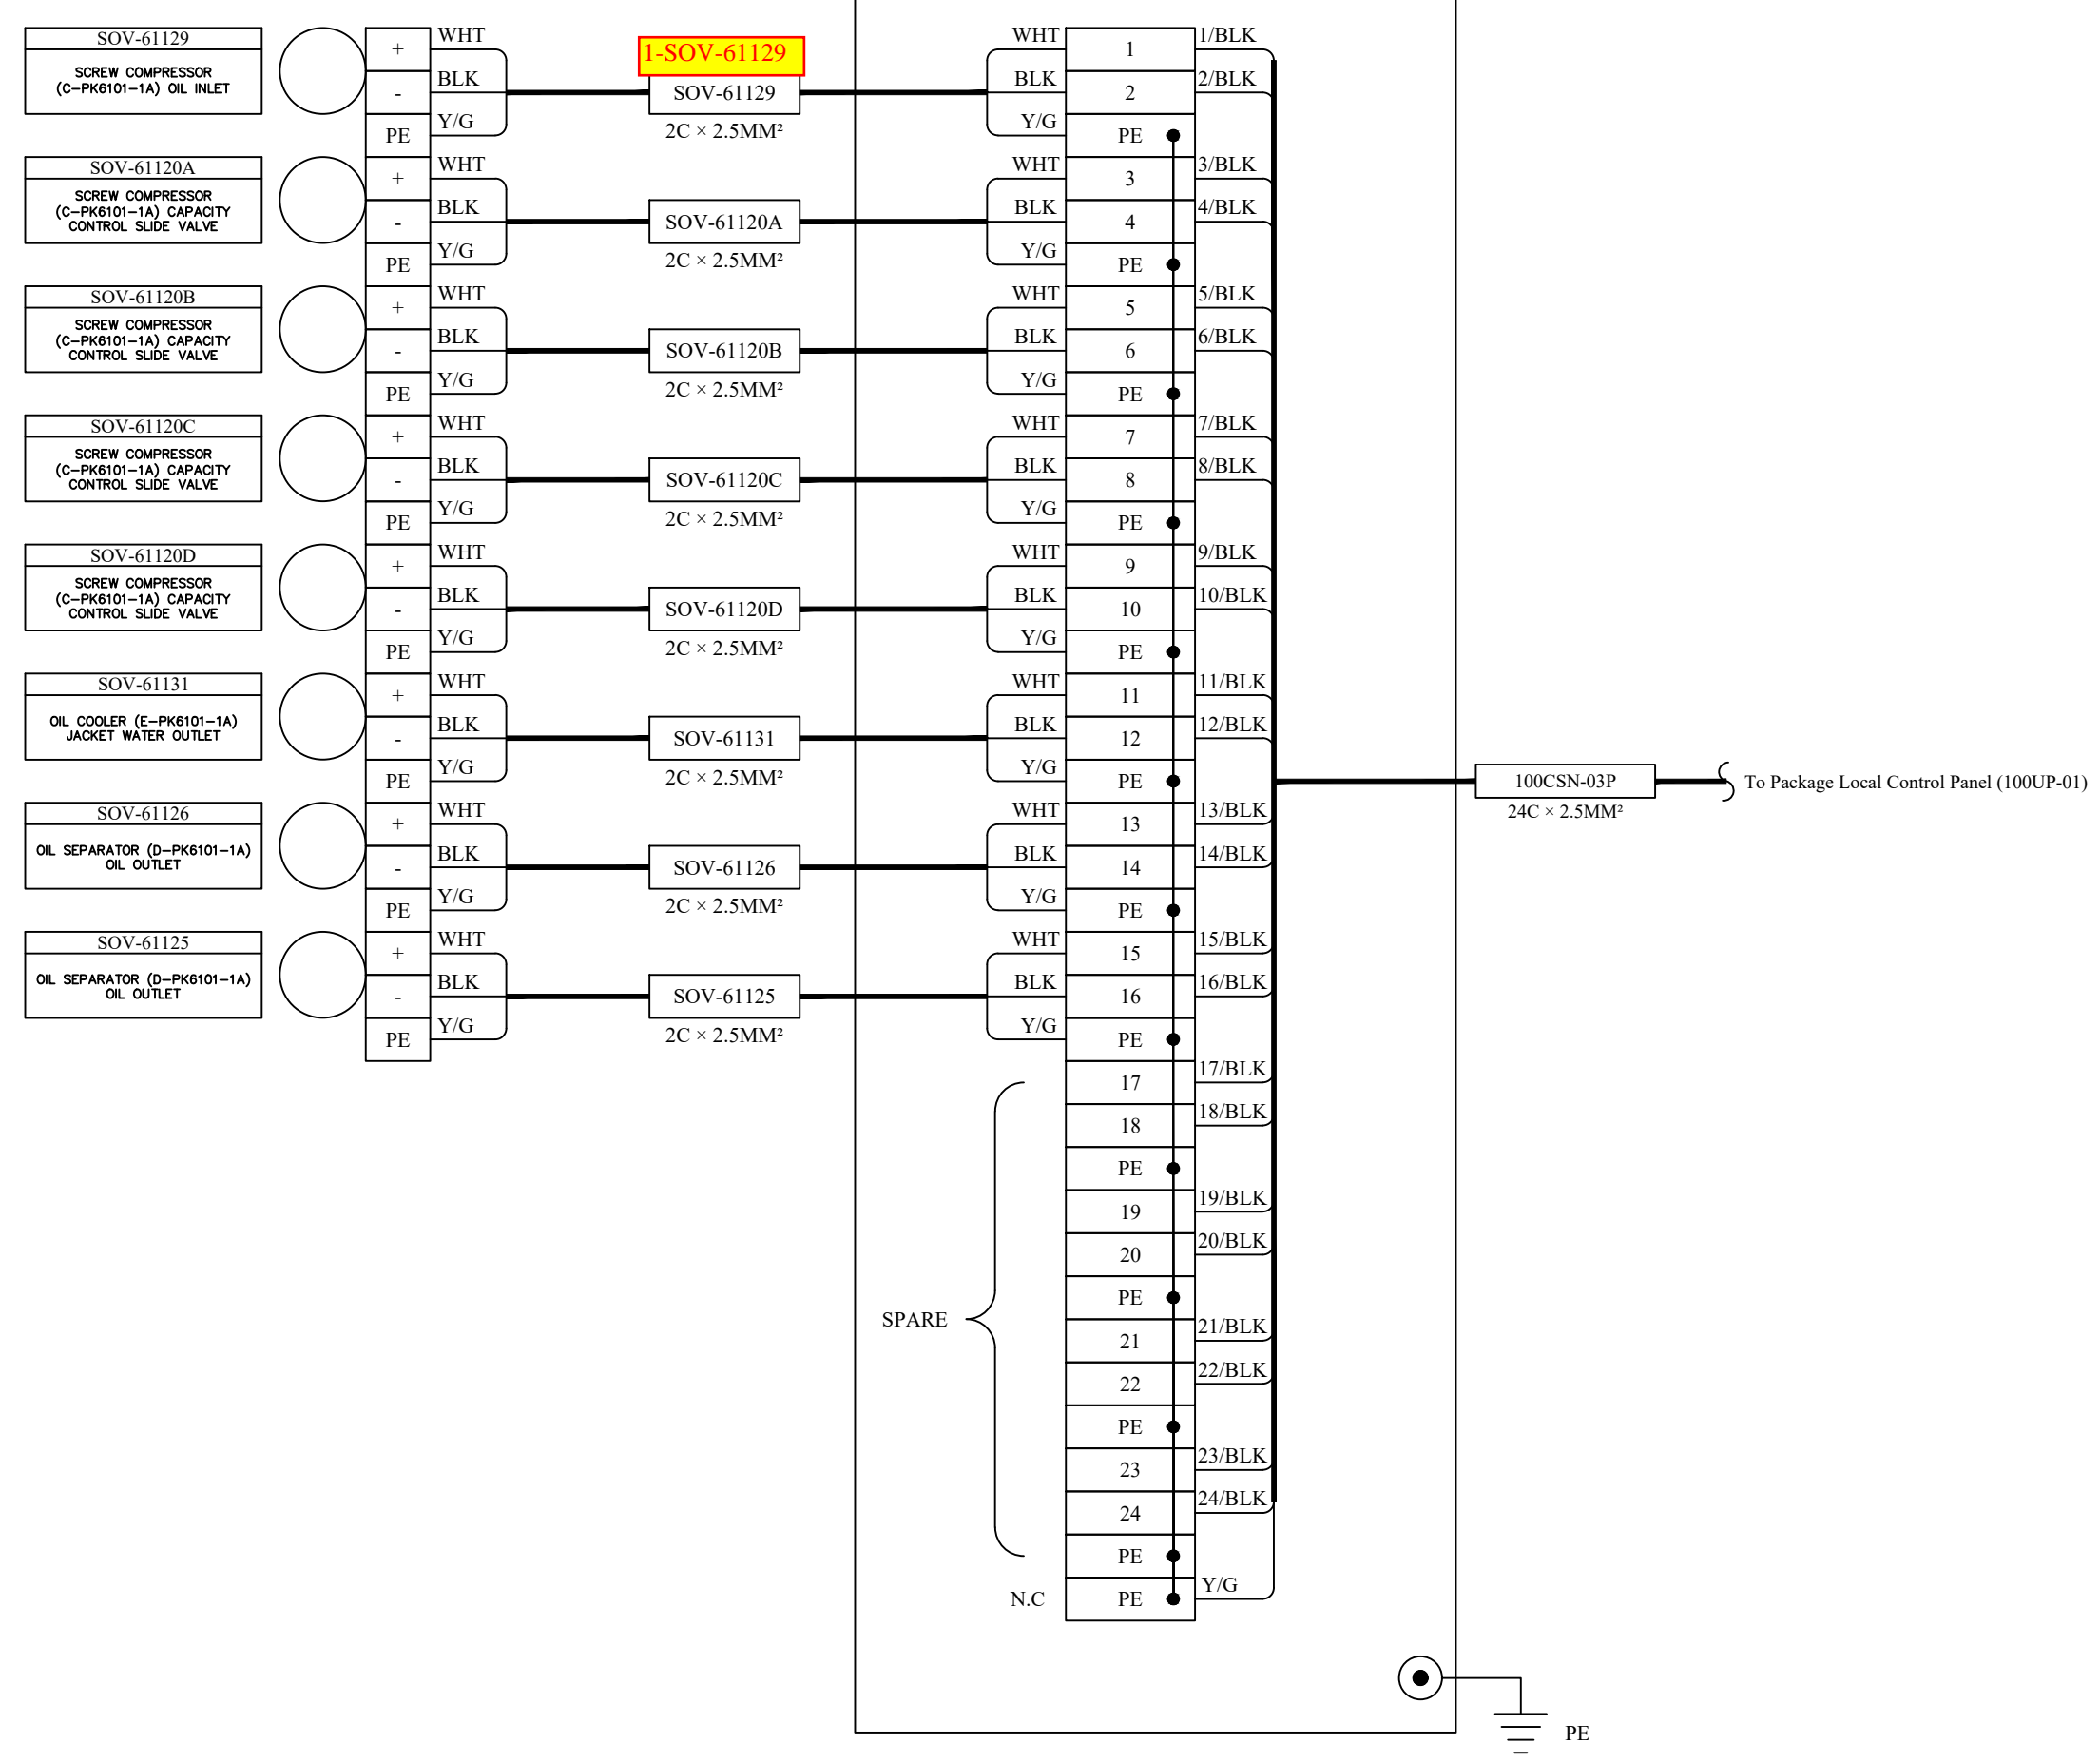 SOV-61129
SCREW COMPRESSOR
(C-PK6101-1A) OIL INLET
+
-
PE
WHT
BLK
Y/G
1-SOV-61129
SOV-61129
2C × 2.5MM²
WHT
BLK
Y/G
1
2
PE
1/BLK
2/BLK
SOV-61120A
SCREW COMPRESSOR
(C-PK6101-1A) CAPACITY
CONTROL SLIDE VALVE
+
-
PE
WHT
BLK
Y/G
SOV-61120A
2C × 2.5MM²
WHT
BLK
Y/G
3
4
PE
3/BLK
4/BLK
SOV-61120B
SCREW COMPRESSOR
(C-PK6101-1A) CAPACITY
CONTROL SLIDE VALVE
+
-
PE
WHT
BLK
Y/G
SOV-61120B
2C × 2.5MM²
WHT
BLK
Y/G
5
6
PE
5/BLK
6/BLK
SOV-61120C
SCREW COMPRESSOR
(C-PK6101-1A) CAPACITY
CONTROL SLIDE VALVE
+
-
PE
WHT
BLK
Y/G
SOV-61120C
2C × 2.5MM²
WHT
BLK
Y/G
7
8
PE
7/BLK
8/BLK
SOV-61120D
SCREW COMPRESSOR
(C-PK6101-1A) CAPACITY
CONTROL SLIDE VALVE
+
-
PE
WHT
BLK
Y/G
SOV-61120D
2C × 2.5MM²
WHT
BLK
Y/G
9
10
PE
9/BLK
10/BLK
SOV-61131
OIL COOLER (E-PK6101-1A)
JACKET WATER OUTLET
+
-
PE
WHT
BLK
Y/G
SOV-61131
2C × 2.5MM²
WHT
BLK
Y/G
11
12
PE
11/BLK
12/BLK
100CSN-03P
24C × 2.5MM²
To Package Local Control Panel (100UP-01)
SOV-61126
OIL SEPARATOR (D-PK6101-1A)
OIL OUTLET
+
-
PE
WHT
BLK
Y/G
SOV-61126
2C × 2.5MM²
WHT
BLK
Y/G
13
14
PE
13/BLK
14/BLK
SOV-61125
OIL SEPARATOR (D-PK6101-1A)
OIL OUTLET
+
-
PE
WHT
BLK
Y/G
SOV-61125
2C × 2.5MM²
WHT
BLK
Y/G
15
16
PE
15/BLK
16/BLK
SPARE
17
18
PE
17/BLK
18/BLK
19
20
PE
19/BLK
20/BLK
21
22
PE
21/BLK
22/BLK
23
24
PE
23/BLK
24/BLK
N.C
PE
Y/G
PE